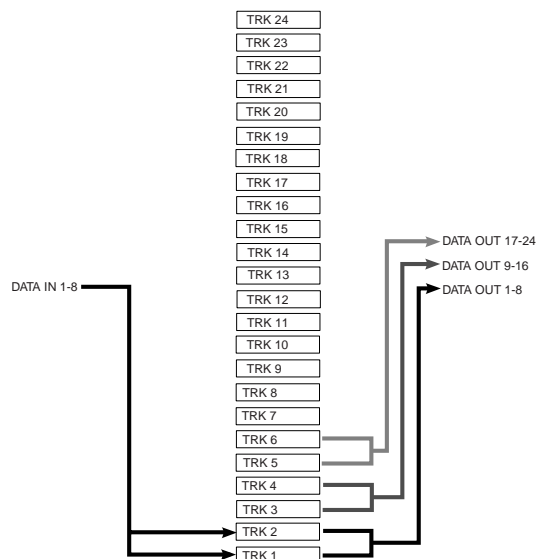 TRK 24
TRK 23
TRK 22
TRK 21
TRK 20
TRK 19
TRK 18
TRK 17
TRK 16
TRK 15
TRK 14
TRK 13
TRK 12
TRK 11
TRK 10
TRK 9
TRK 8
TRK 7
TRK 6
TRK 5
TRK 4
TRK 3
TRK 2
TRK 1
DATA IN 1-8
DATA OUT 17-24
DATA OUT 9-16
DATA OUT 1-8